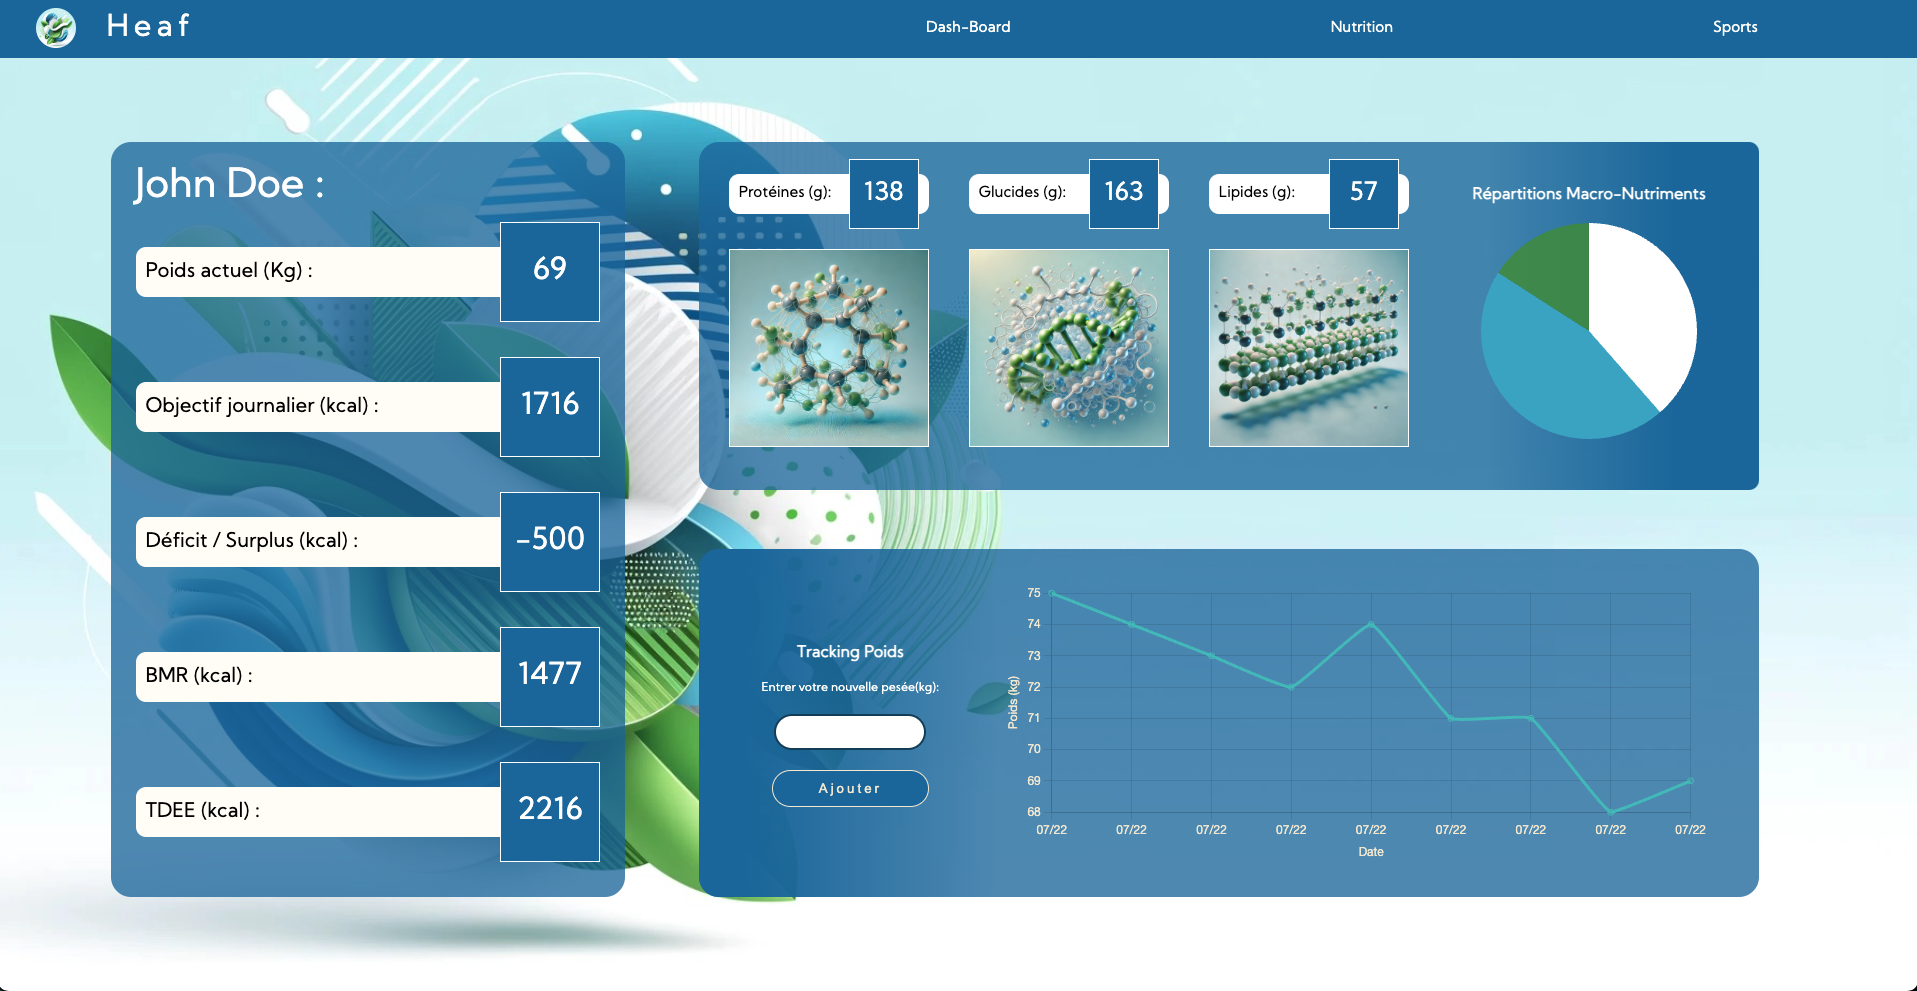 Heaf
Dash-Board
Nutrition
Sports
John Doe :
Poids actuel (Kg) :
69
Objectif journalier (kcal) :
1716
Déficit / Surplus (kcal) :
-500
BMR (kcal) :
1477
TDEE (kcal) :
2216
Protéines (g):
138
Glucides (g):
163
Lipides (g):
57
Répartitions Macro-Nutriments
Tracking Poids
Entrer votre nouvelle pesée(kg):
Ajouter
Poids (kg)
75
74
73
72
71
70
69
68
07/22 07/22 07/22 07/22 07/22 07/22 07/22 07/22 07/22
Date